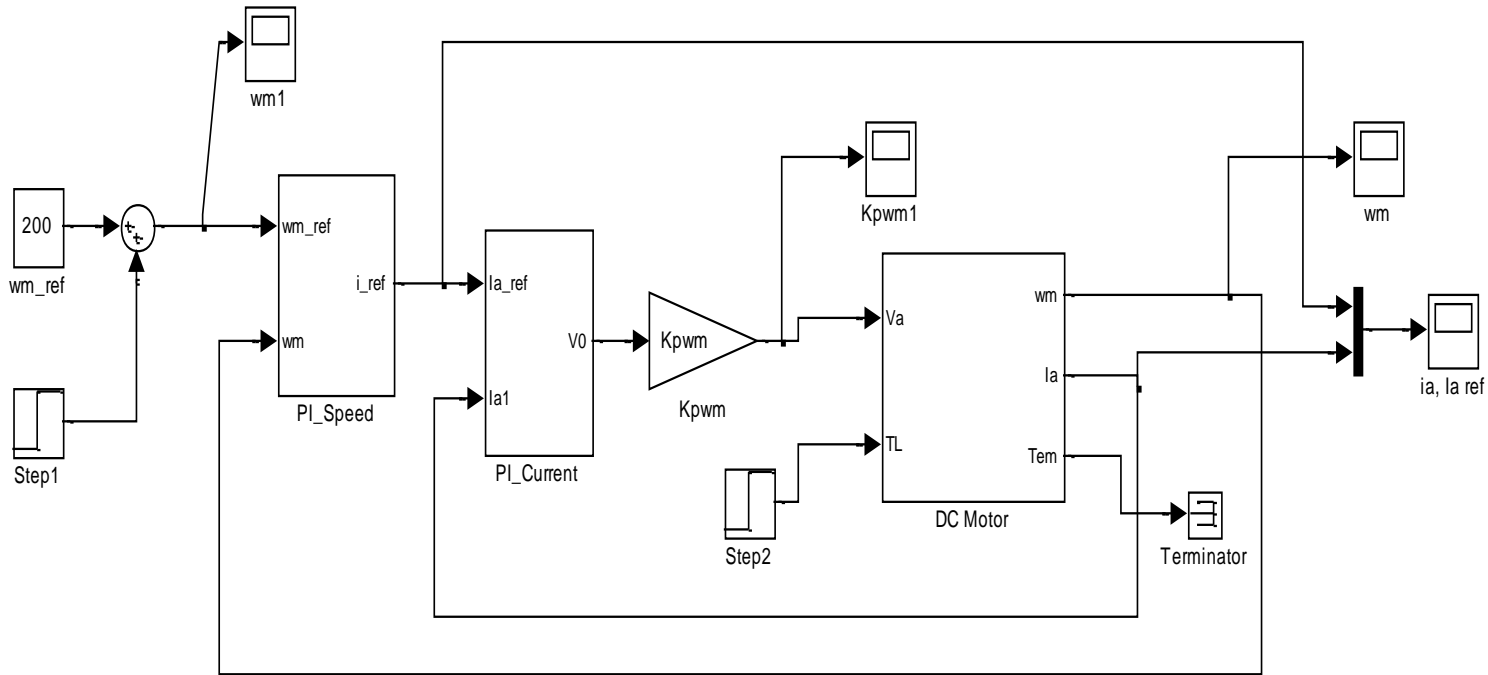 wm1
200
wm_ref
Step1
wm_ref
wm
i_ref
PI_Speed
Ia_ref
Ia1
V0
PI_Current
Kpwm
Kpwm
Kpwm1
Step2
Va
TL
wm
Ia
Tem
DC Motor
Terminator
wm
ia, Ia ref